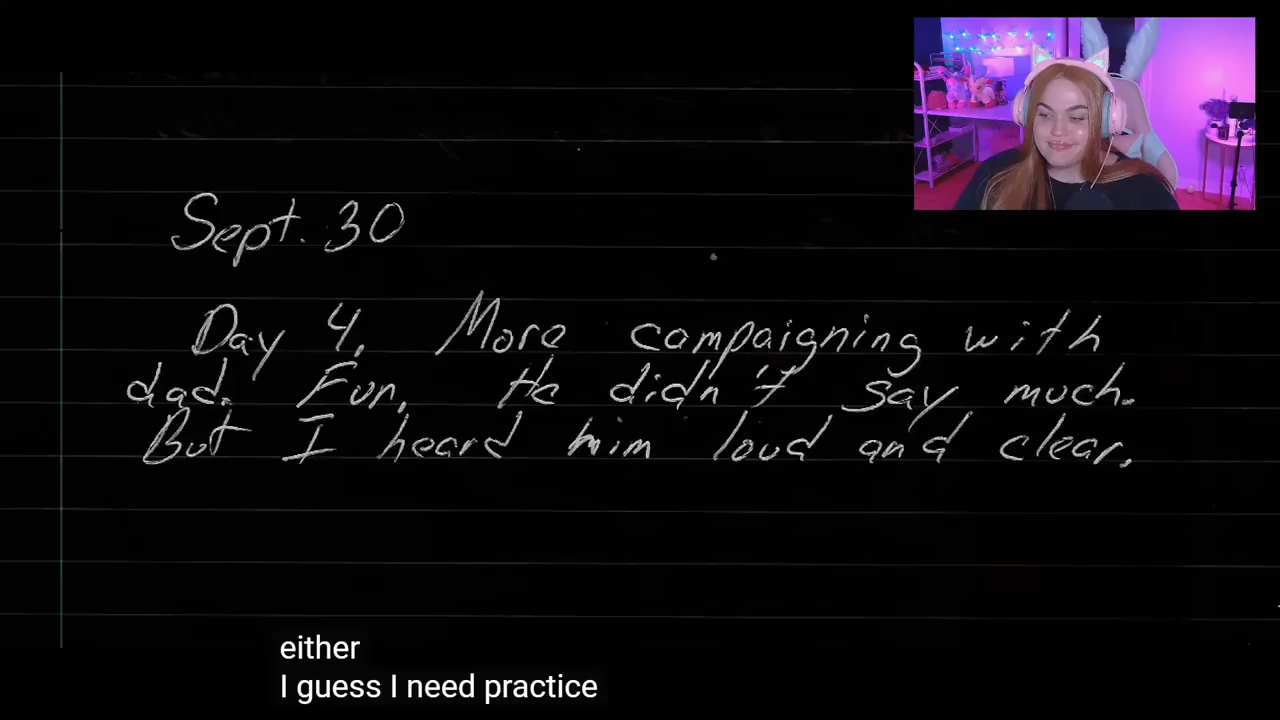 Sept. 30
Day 4. More campaigning with
dad. Fun. He didn't say much.
But I heard him loud and clear.
either
I guess I need practice